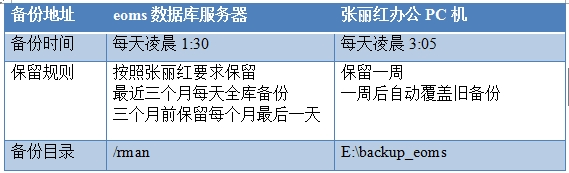 备份地址 eoms 数据库服务器 张丽红办公 PC 机
备份时间 每天凌晨 1:30 每天凌晨 3:05
保留规则 按照张丽红要求保留 保留一周
最近三个月每天全库备份 一周后自动覆盖旧备份
三个月前保留每个月最后一天
备份目录 /rman E:\backup_eoms